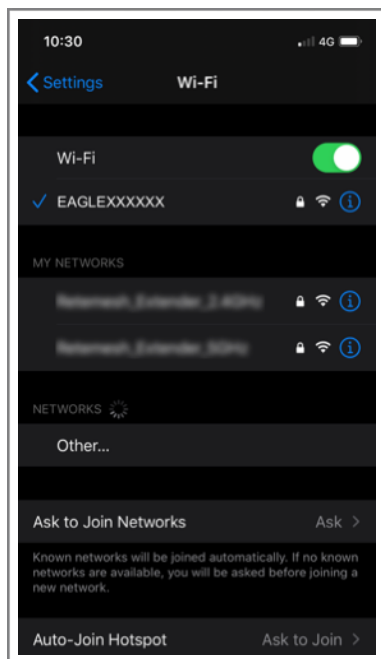 10:30
4G
Settings
Wi-Fi
Wi-Fi
EAGLEXXXXXX
MY NETWORKS
NETWORKS
Other...
Ask to Join Networks
Ask
Known networks will be joined automatically. If no known
networks are available, you will be asked before joining a
new network.
Auto-Join Hotspot
Ask to Join